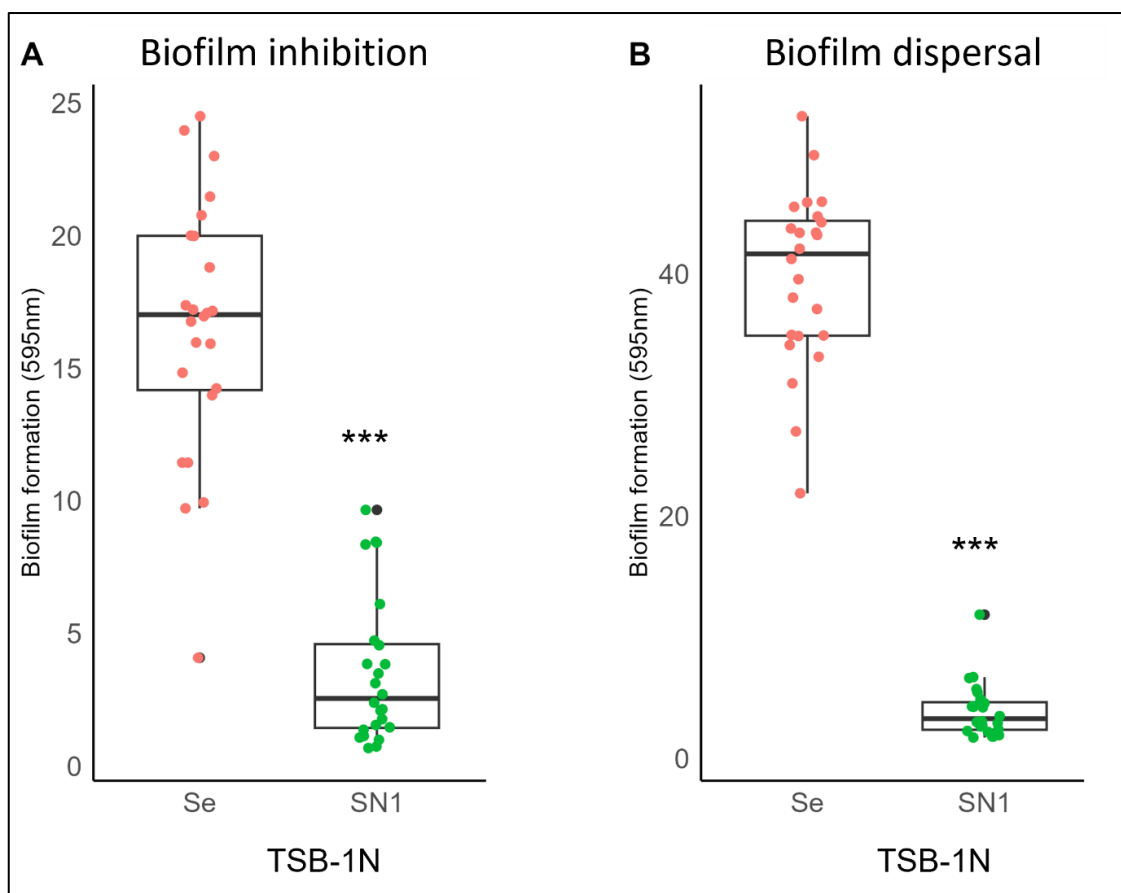 A Biofilm inhibition
Biofilm formation (595nm)
25
20
15
10
5
0
***
Se SN1
TSB-1N
B Biofilm dispersal
Biofilm formation (595nm)
40
20
0
***
Se SN1
TSB-1N